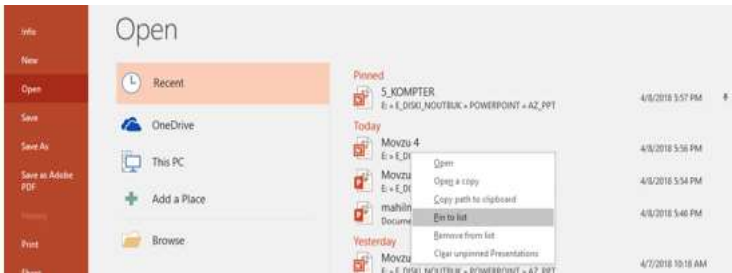 Info
New
Open
Save
Save As
Save as Adobe
PDF
Print
Open
Recent
OneDrive
This PC
Add a Place
Browse
Pinned
5_KOMPTER
E: » E_DISKI_NOUTBUK » POWERPOINT » AZ_PPT
4/8/2018 5:57 PM
Today
Movzu 4
E: » E_DI
4/8/2018 5:56 PM
Movzu
E: » E_DI
4/8/2018 5:54 PM
mahiln
Docume
4/8/2018 5:46 PM
Yesterday
Movzu
E: » E_DISKI_NOUTBUK » POWERPOINT » AZ_PPT
4/7/2018 10:18 AM
Open
Open a copy
Copy path to clipboard
Pin to list
Remove from list
Clear unpinned Presentations